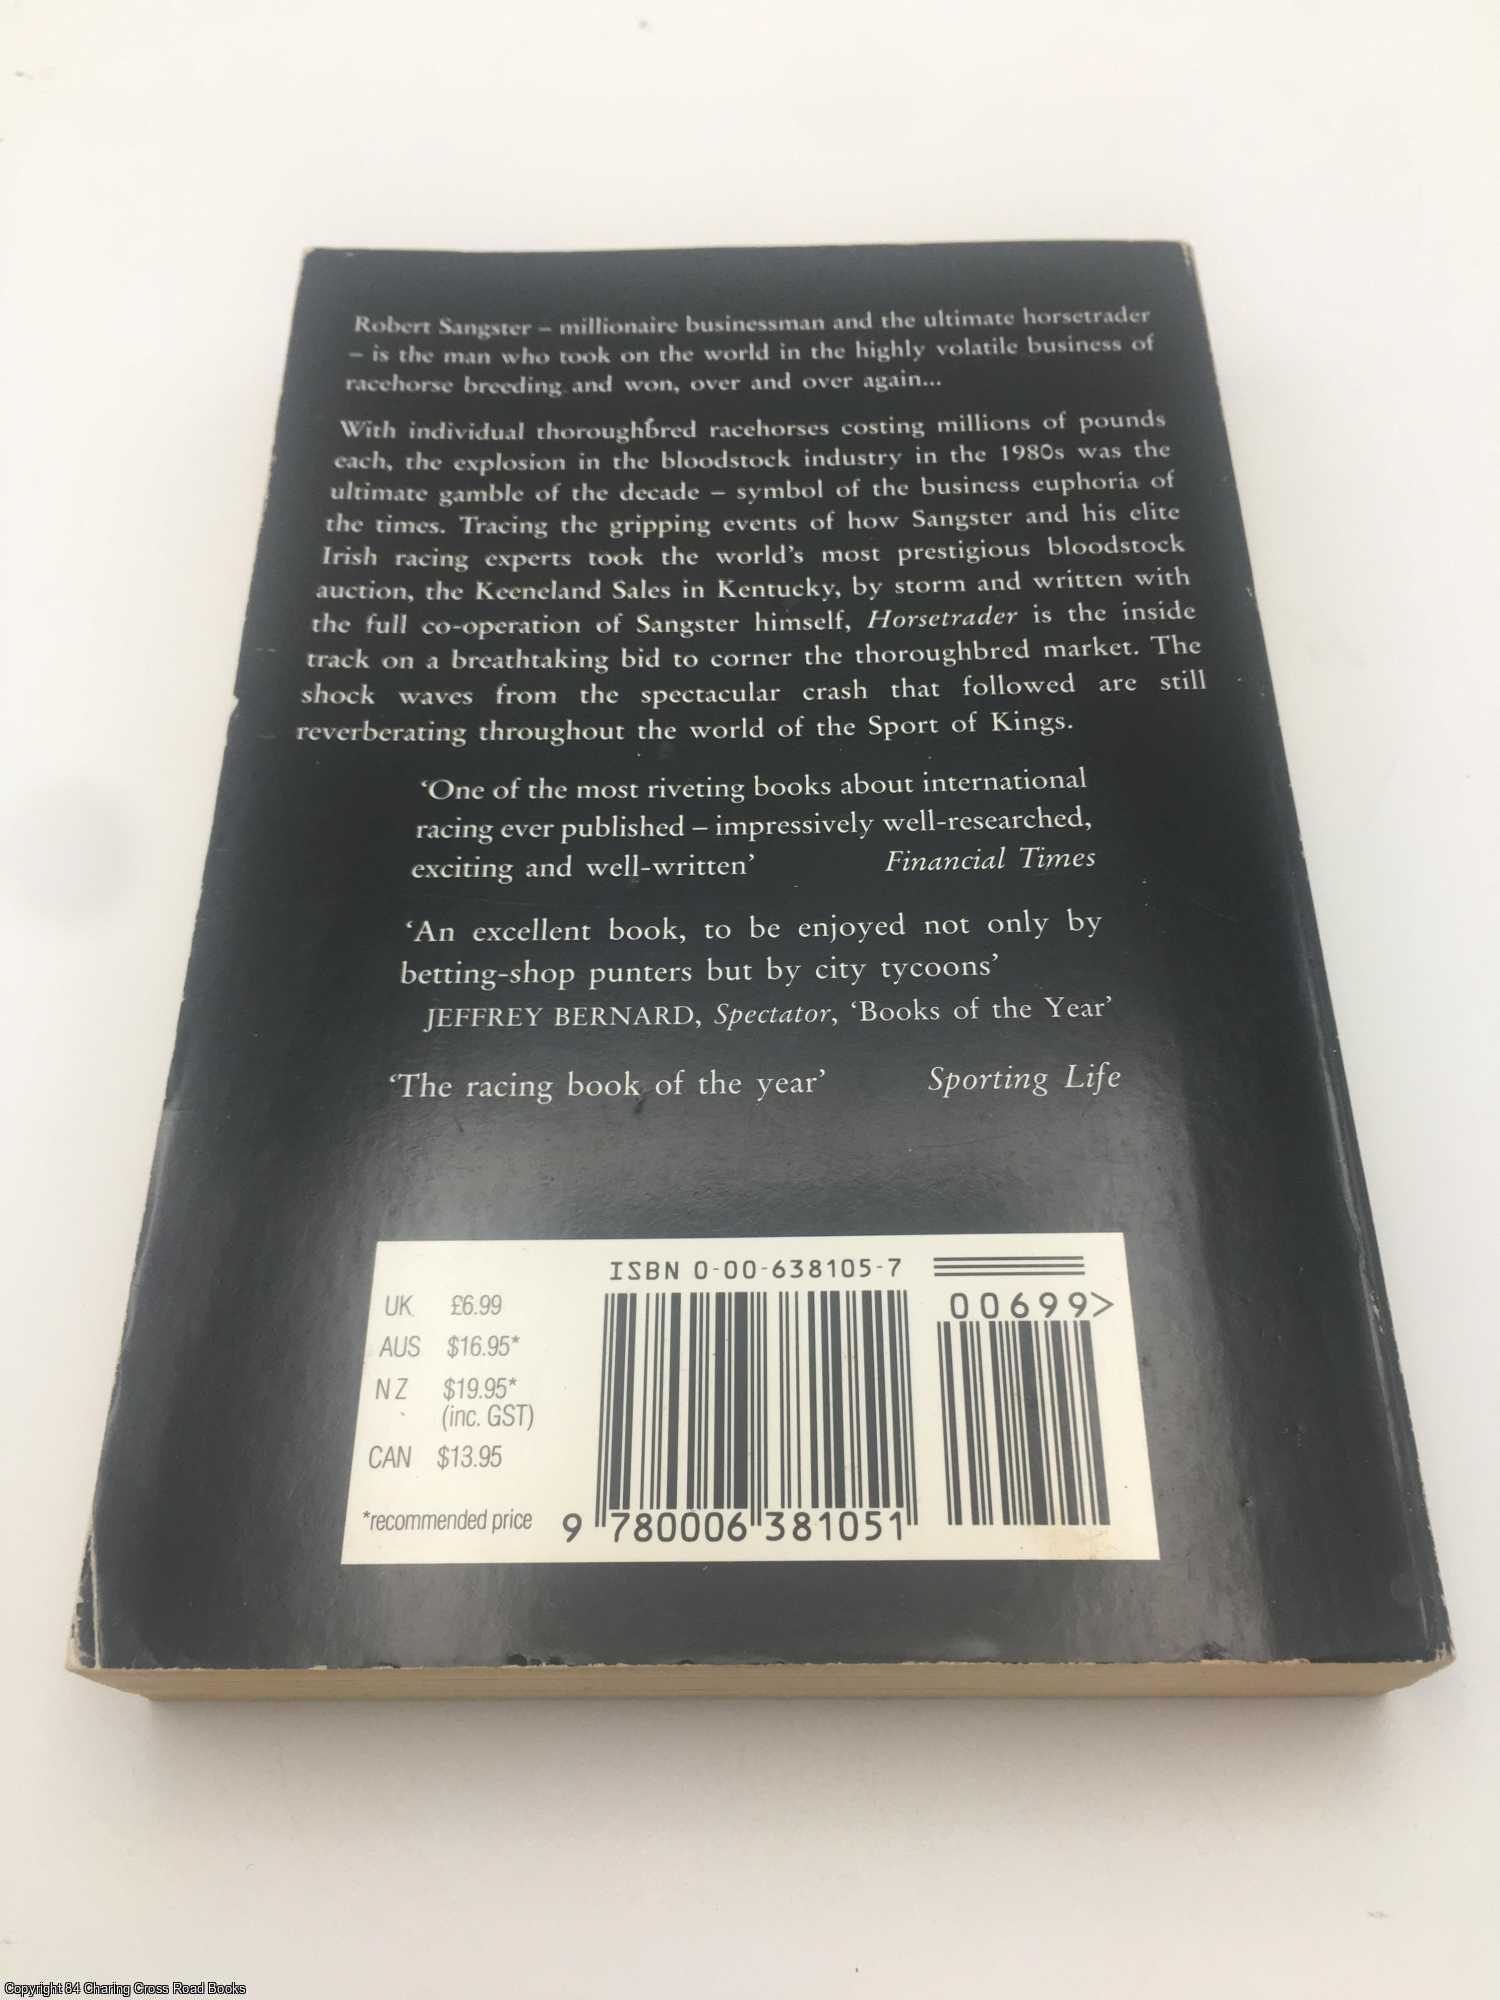 Robert Sangster – millionaire businessman and the ultimate horsetrader
– is the man who took on the world in the highly volatile business of
racehorse breeding and won, over and over again...
With individual thoroughbred racehorses costing millions of pounds
each, the explosion in the bloodstock industry in the 1980s was the
ultimate gamble of the decade – symbol of the business euphoria of
the times. Tracing the gripping events of how Sangster and his elite
Irish racing experts took the world's most prestigious bloodstock
auction, the Keeneland Sales in Kentucky, by storm and written with
the full co-operation of Sangster himself, Horsetrader is the inside
track on a breathtaking bid to corner the thoroughbred market. The
shock waves from the spectacular crash that followed are still
reverberating throughout the world of the Sport of Kings.
‘One of the most riveting books about international
racing ever published – impressively well-researched,
exciting and well-written’ Financial Times
‘An excellent book, to be enjoyed not only by
betting-shop punters but by city tycoons’
JEFFREY BERNARD, Spectator, ‘Books of the Year’
‘The racing book of the year’ Sporting Life
ISBN 0-00-638105-7
UK £6.99
AUS $16.95*
NZ $19.95*
(inc. GST)
CAN $13.95
*recommended price
00699>
9 780006 381051
Copyright 84 Charing Cross Road Books